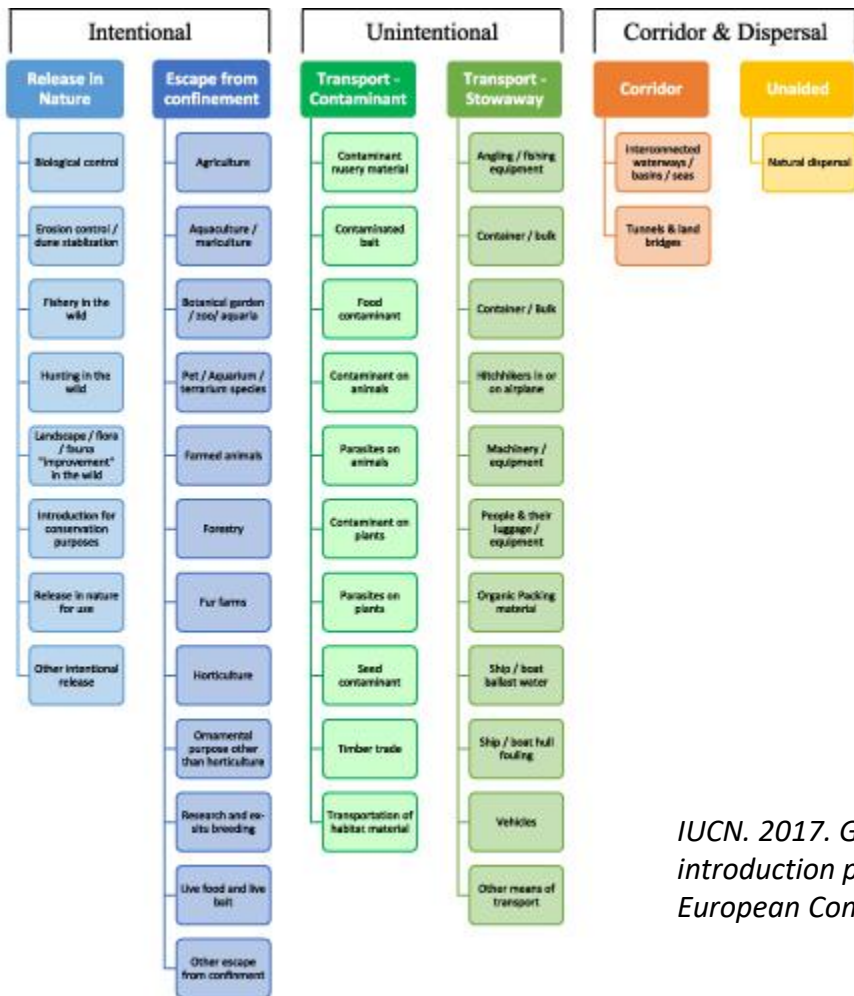 Intentional
Unintentional
Corridor & Dispersal
Release in
Nature
Biological control
Erosion control /
dune stablization
Fishery in the
wild
Hunting in the
wild
Landscape / flora
/ fauna
"improvement"
in the wild
Introduction for
conservation
purposes
Release in nature
for use
Other intentional
release
Escape from
confinement
Agriculture
Aquaculture /
mariculture
Botanical garden
/ zoo/ aquaria
Pet / Aquarium /
terrarium species
Farmed animals
Forestry
Fur farms
Horticulture
Ornamental
purpose other
than horticulture
Research and ex-
situ breeding
Live food and live
bait
Other escape
from confinment
Transport -
Contaminant
Contaminant
nusery material
Contaminated
bait
Food
contaminant
Contaminant on
animals
Parasites on
animals
Contaminant on
plants
Parasites on
plants
Seed
contaminant
Timber trade
Transportation of
habitat material
Transport -
Stowaway
Angling / fishing
equipment
Container / bulk
Container / Bulk
Hitchhikers in or
on airplane
Machinery /
equipment
People & their
luggage /
equipment
Organic Packing
material
Ship / boat
ballast water
Ship / boat hull
fouling
Vehicles
Other means of
transport
Corridor
Interconnected
waterways /
basins / seas
Tunnels & land
bridges
Unaided
Natural dispersal
IUCN. 2017. G
introduction p
European Con